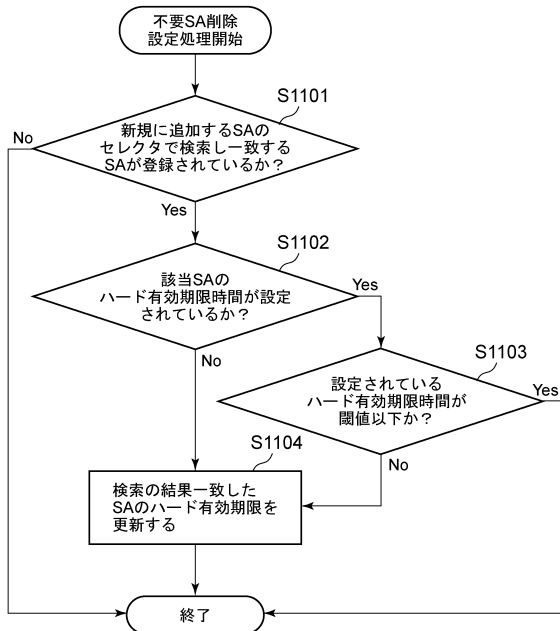 不要SA削除
設定処理開始
S1101
新規に追加するSAの
セレクタで検索し一致する
SAが登録されているか？
No
Yes
S1102
該当SAの
ハード有効期限時間が設定
されているか？
Yes
No
S1103
設定されている
ハード有効期限時間が
閾値以下か？
Yes
No
S1104
検索の結果一致した
SAのハード有効期限を
更新する
終了